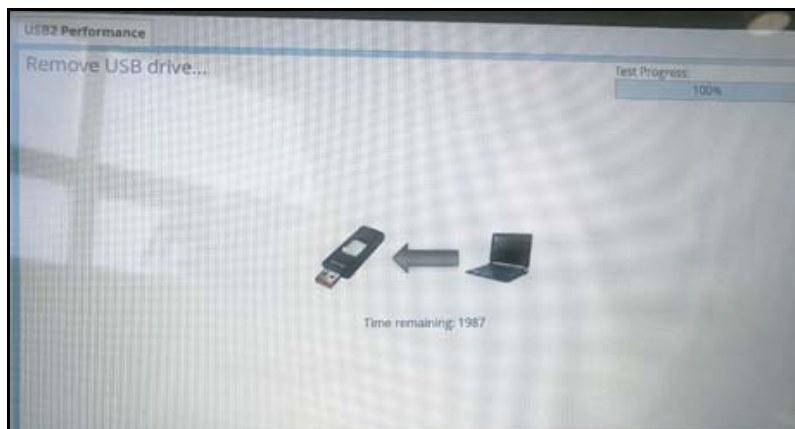 USB2 Performance
Remove USB drive...
Test Progress:
100%
Time remaining: 1987